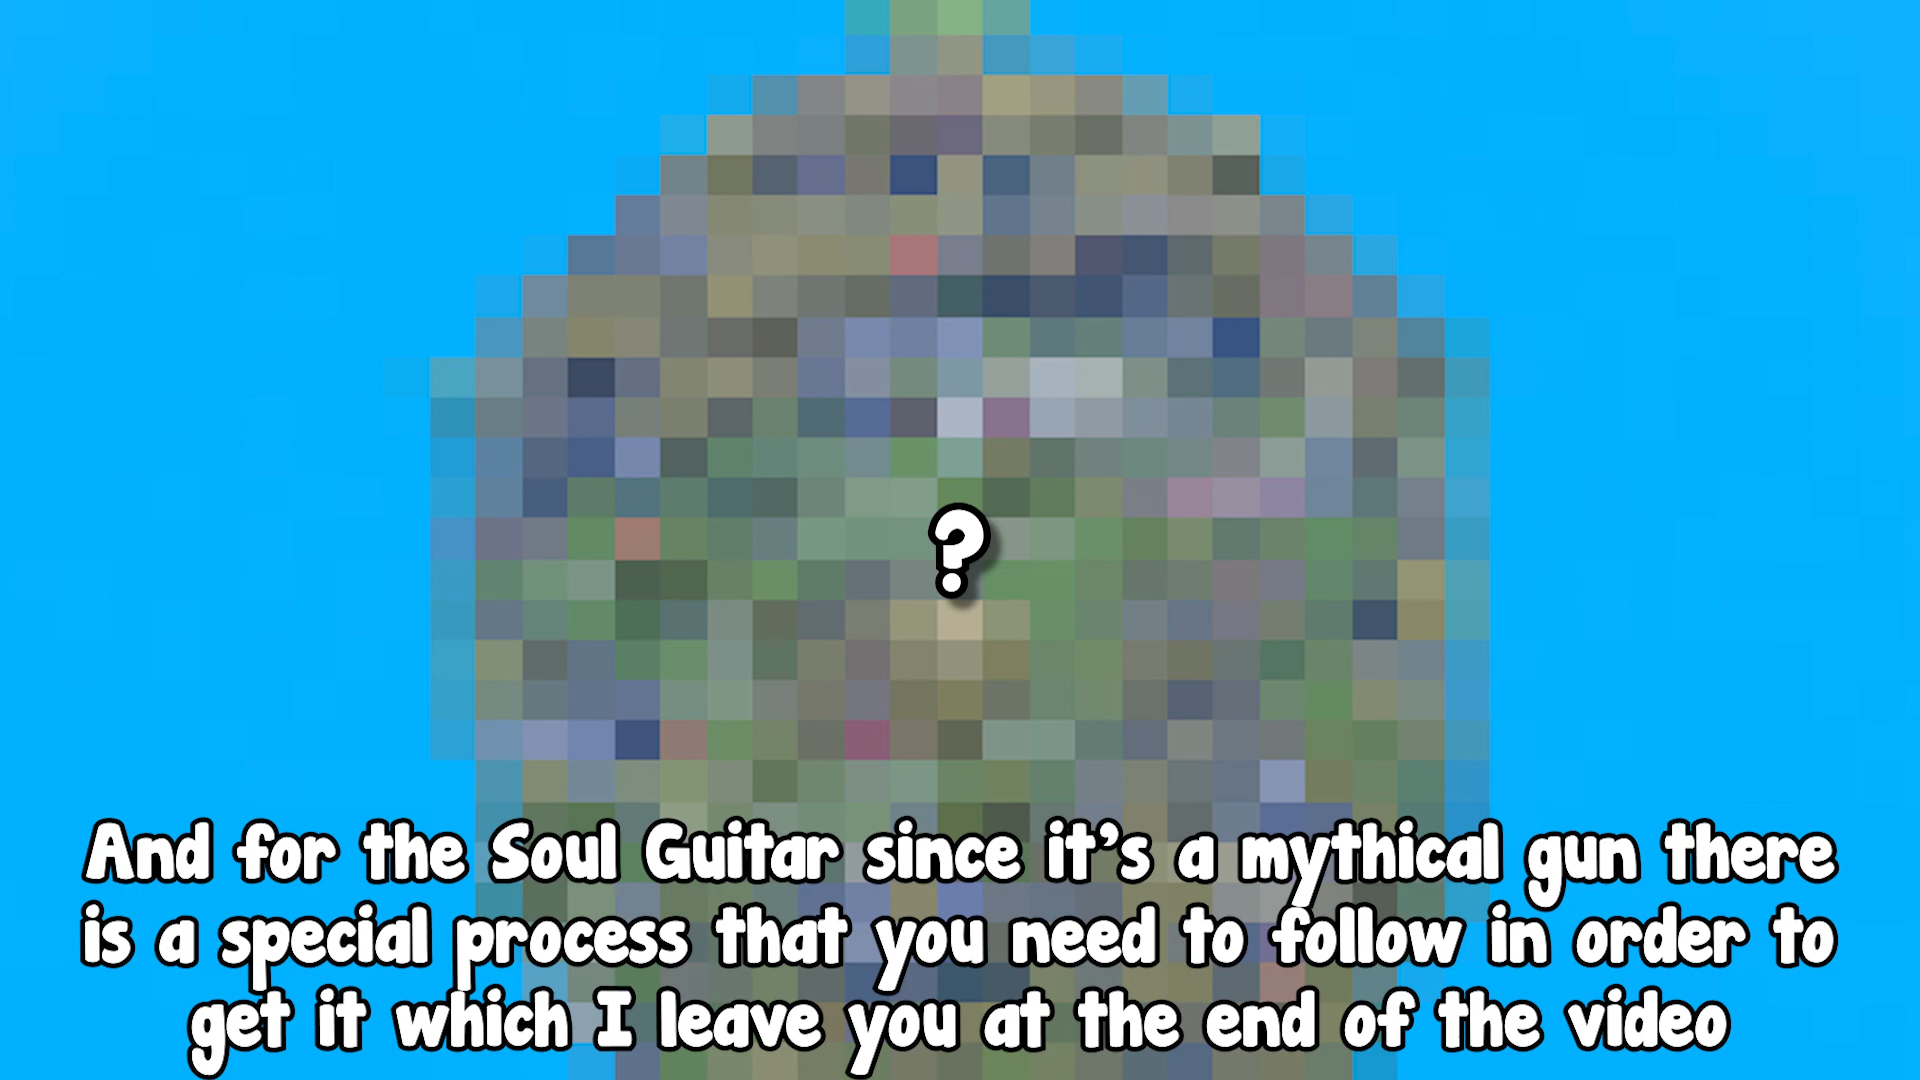 ?
And for the Soul Guitar since it's a mythical gun there
is a special process that you need to follow in order to
get it which I leave you at the end of the video